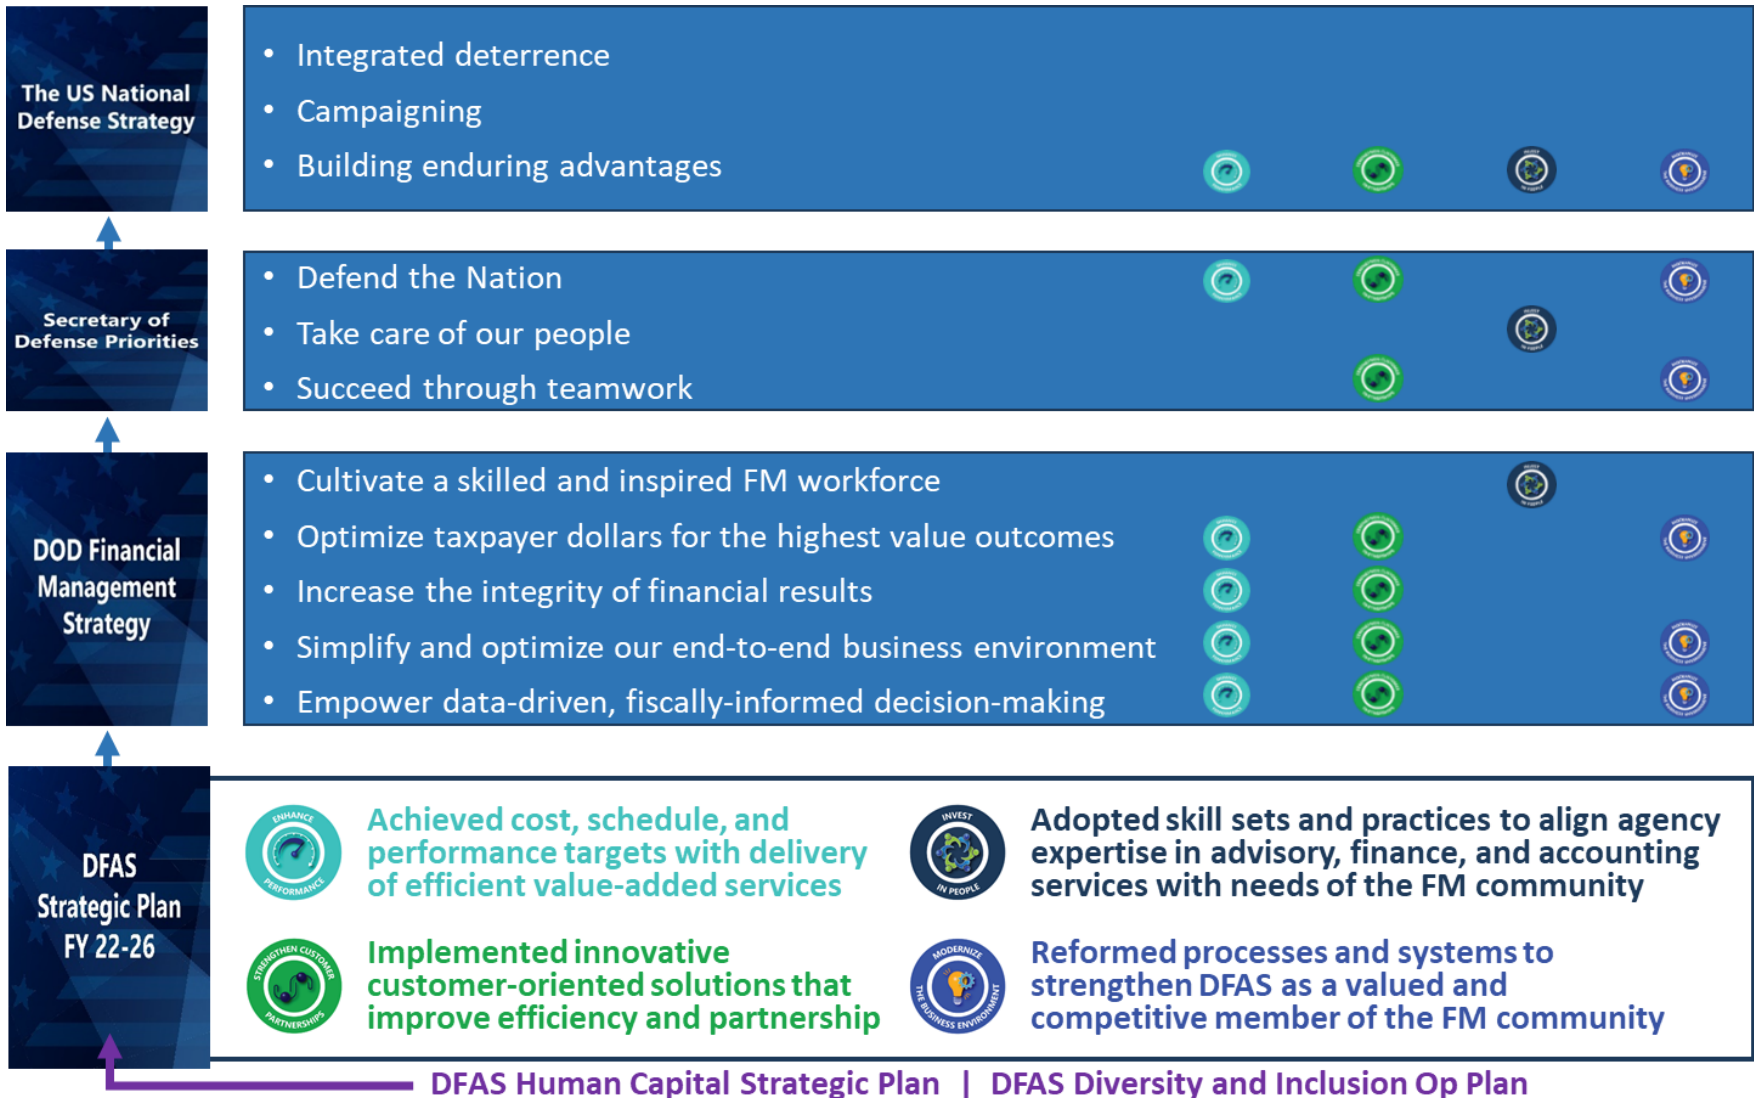 The US National
Defense Strategy
• Integrated deterrence
• Campaigning
• Building enduring advantages
Secretary of
Defense Priorities
• Defend the Nation
• Take care of our people
• Succeed through teamwork
DOD Financial
Management
Strategy
• Cultivate a skilled and inspired FM workforce
• Optimize taxpayer dollars for the highest value outcomes
• Increase the integrity of financial results
• Simplify and optimize our end-to-end business environment
• Empower data-driven, fiscally-informed decision-making
DFAS
Strategic Plan
FY 22-26
ENHANCE
PERFORMANCE
Achieved cost, schedule, and
performance targets with delivery
of efficient value-added services
INVEST
IN PEOPLE
Adopted skill sets and practices to align agency
expertise in advisory, finance, and accounting
services with needs of the FM community
STRENGTHEN CUSTOMER
PARTNERSHIPS
Implemented innovative
customer-oriented solutions that
improve efficiency and partnership
MODERNIZE
THE BUSINESS ENVIRONMENT
Reformed processes and systems to
strengthen DFAS as a valued and
competitive member of the FM community
DFAS Human Capital Strategic Plan | DFAS Diversity and Inclusion Op Plan